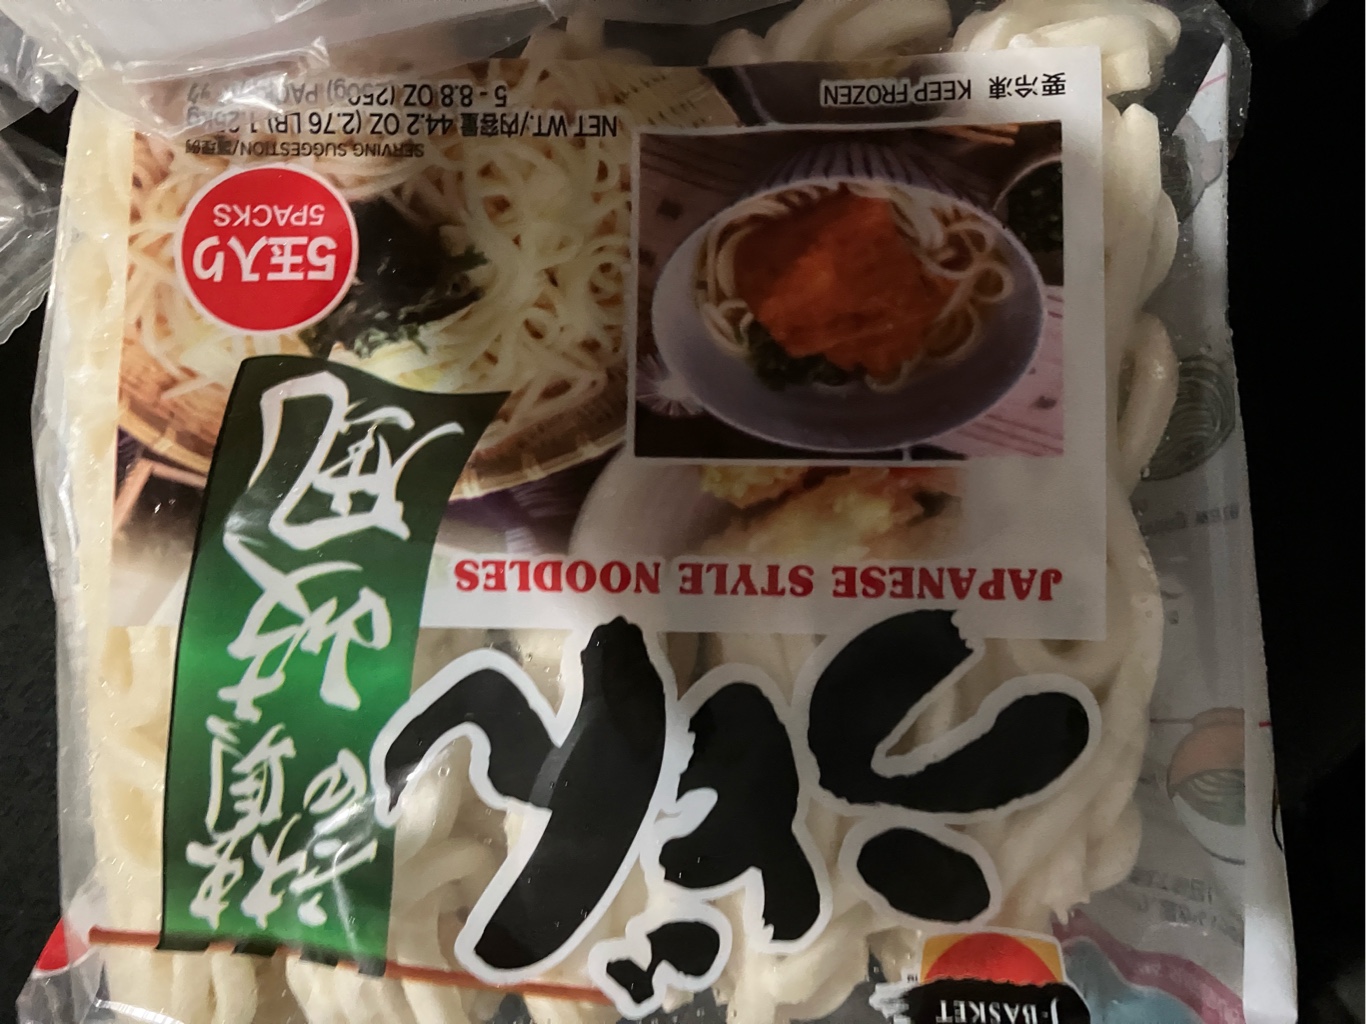 J-BASKET
うどん
讃岐風
JAPANESE STYLE NOODLES
5玉入り
5PACKS
SERVING SUGGESTION/調理例
NET WT./内容量 44.2 OZ (2.76 LB) 1.25kg
5 - 8.8 OZ (250g)
要冷凍 KEEP FROZEN